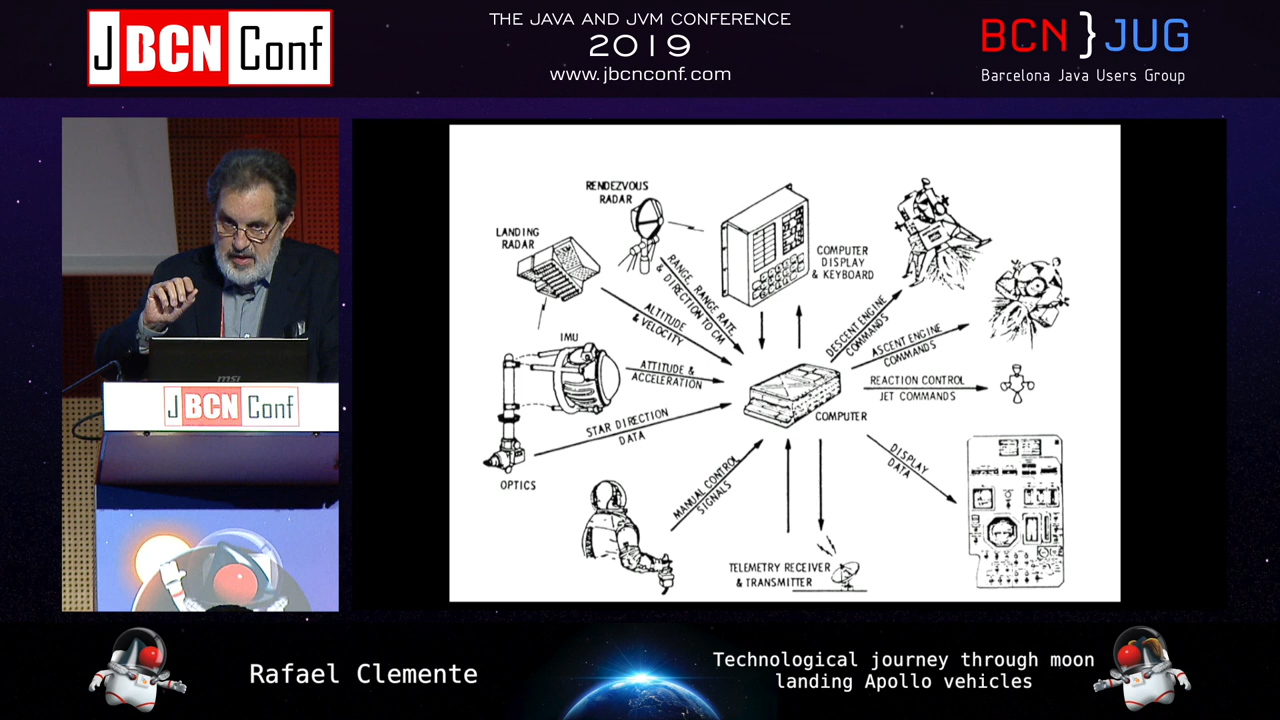 J BCN Conf
THE JAVA AND JVM CONFERENCE
2019
www.jbcnconf.com
BCN } JUG
Barcelona Java Users Group
RENDEZVOUS
RADAR
LANDING
RADAR
COMPUTER
DISPLAY
& KEYBOARD
RANGE, RANGE RATE
& DIRECTION TO CM
ALTITUDE
& VELOCITY
DESCENT ENGINE
COMMANDS
ASCENT ENGINE
COMMANDS
IMU
ATTITUDE &
ACCELERATION
REACTION CONTROL
JET COMMANDS
COMPUTER
STAR DIRECTION
DATA
OPTICS
MANUAL CONTROL
SIGNALS
DISPLAY
DATA
TELEMETRY RECEIVER
& TRANSMITTER
msi
J BCN Conf
Rafael Clemente
Technological journey through moon
landing Apollo vehicles